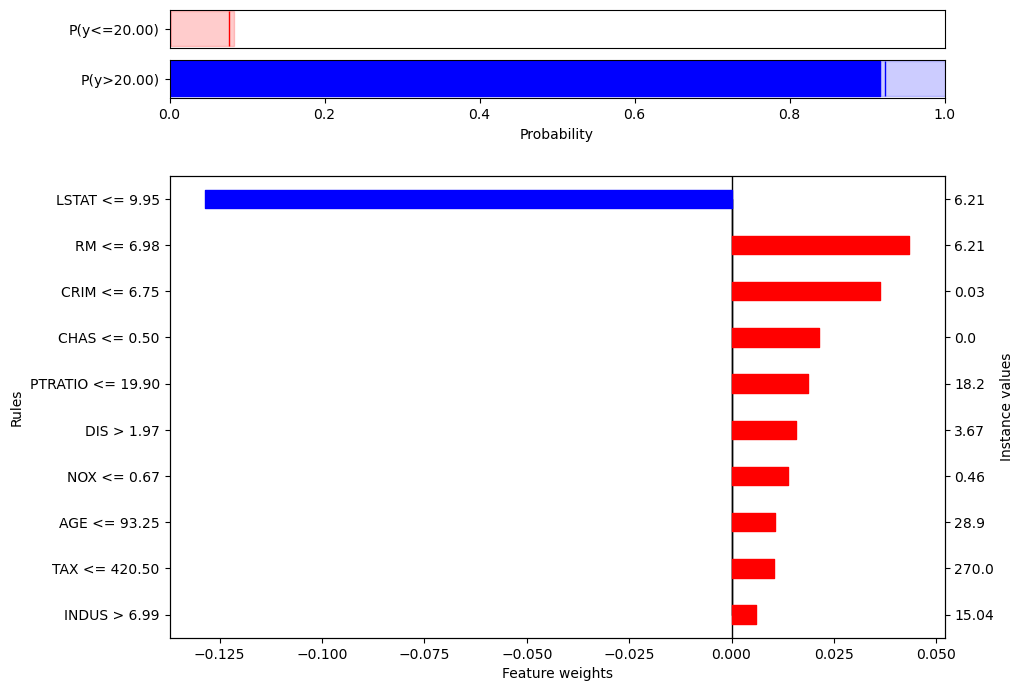 P(y<=20.00)
P(y>20.00)
0.0 0.2 0.4 0.6 0.8 1.0
Probability
Rules
LSTAT <= 9.95 6.21
RM <= 6.98 6.21
CRIM <= 6.75 0.03
CHAS <= 0.50 0.0
PTRATIO <= 19.90 18.2
DIS > 1.97 3.67
NOX <= 0.67 0.46
AGE <= 93.25 28.9
TAX <= 420.50 270.0
INDUS > 6.99 15.04
Instance values
−0.125 −0.100 −0.075 −0.050 −0.025 0.000 0.025 0.050
Feature weights